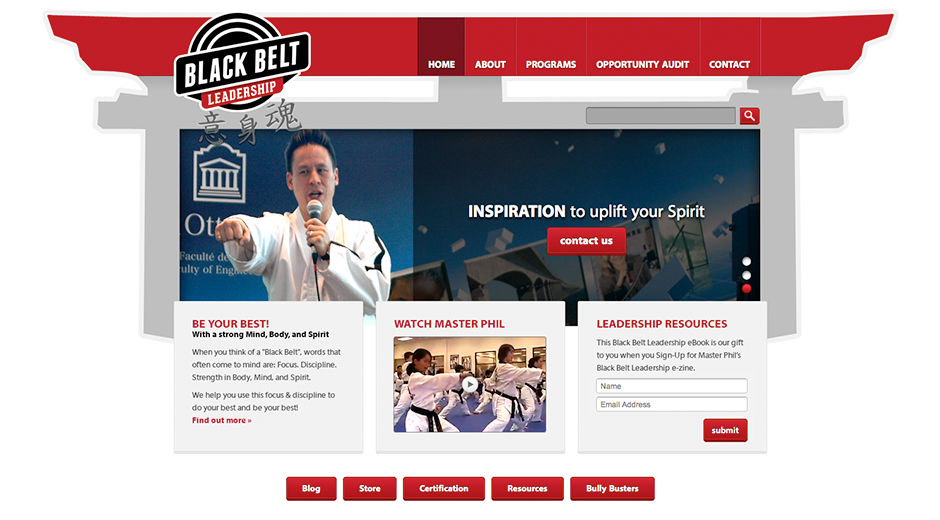 BLACK BELT
LEADERSHIP
意身魂
HOME
ABOUT
PROGRAMS
OPPORTUNITY AUDIT
CONTACT
Faculté de
culty of Engine
INSPIRATION to uplift your Spirit
contact us
BE YOUR BEST!
With a strong Mind, Body, and Spirit
When you think of a "Black Belt", words that
often come to mind are: Focus. Discipline.
Strength in Body, Mind, and Spirit.
We help you use this focus & discipline to
do your best and be your best!
Find out more »
WATCH MASTER PHIL
LEADERSHIP RESOURCES
This Black Belt Leadership eBook is our gift
to you when you Sign-Up for Master Phil's
Black Belt Leadership e-zine.
Name
Email Address
submit
Blog
Store
Certification
Resources
Bully Busters